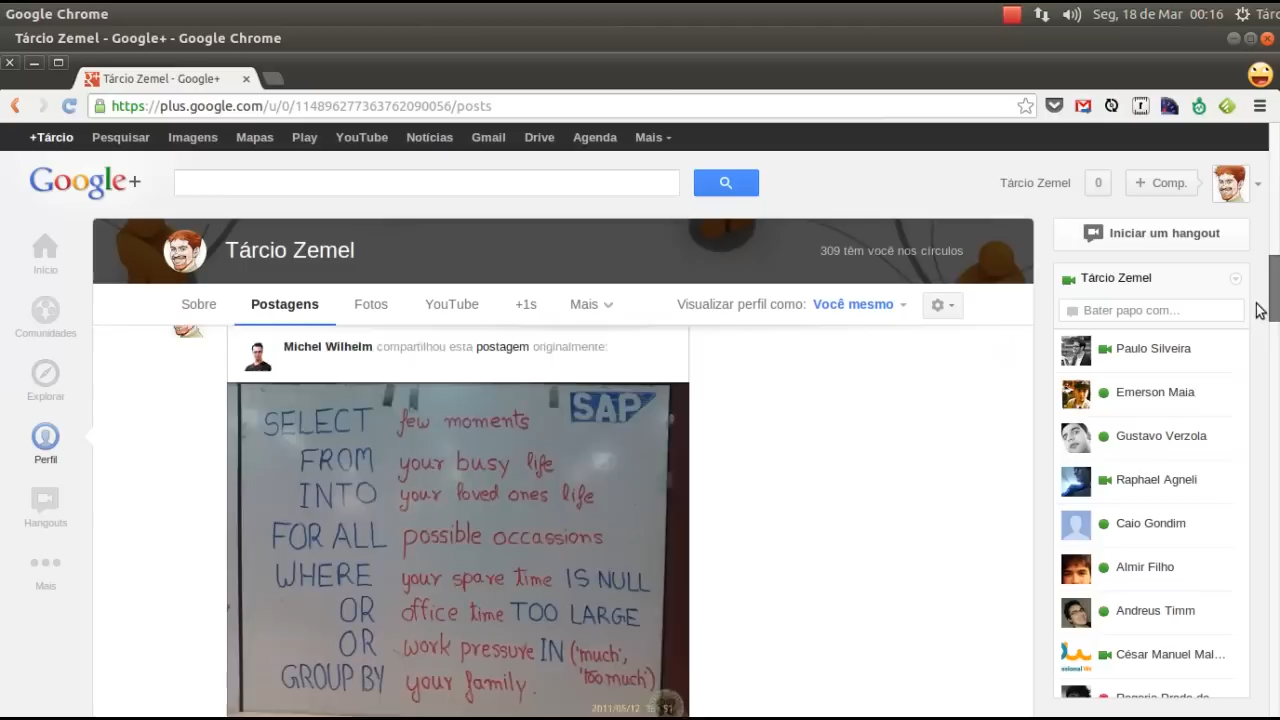 Google Chrome
Seg, 18 de Mar 00:16 Tárc
Tárcio Zemel - Google+ - Google Chrome
Tárcio Zemel - Google+
https://plus.google.com/u/0/114896277363762090056/posts
+Tárcio Pesquisar Imagens Mapas Play YouTube Notícias Gmail Drive Agenda Mais
Google+
Tárcio Zemel 0 + Comp.
Tárcio Zemel
309 têm você nos círculos
Iniciar um hangout
Início
Sobre Postagens Fotos YouTube +1s Mais Visualizar perfil como: Você mesmo
Tárcio Zemel
Bater papo com...
Comunidades
Michel Wilhelm compartilhou esta postagem originalmente:
Paulo Silveira
Explorar
Emerson Maia
Perfil
Gustavo Verzola
Hangouts
Raphael Agneli
Mais
Caio Gondim
Almir Filho
Andreus Timm
César Manuel Mal...
SAP
SELECT few moments
FROM your busy life
INTO your loved ones life
FOR ALL possible occassions
WHERE your spare time IS NULL
OR office time TOO LARGE
OR work pressure IN ('much',
'too much')
GROUP BY your family.